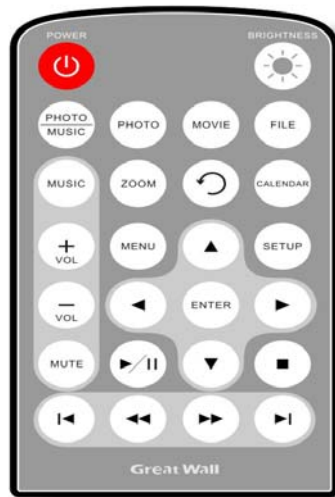 POWER BRIGHTNESS
PHOTO
MUSIC
PHOTO MOVIE FILE
MUSIC ZOOM CALENDAR
+
VOL
MENU SETUP
−
VOL
ENTER
MUTE
Great Wall